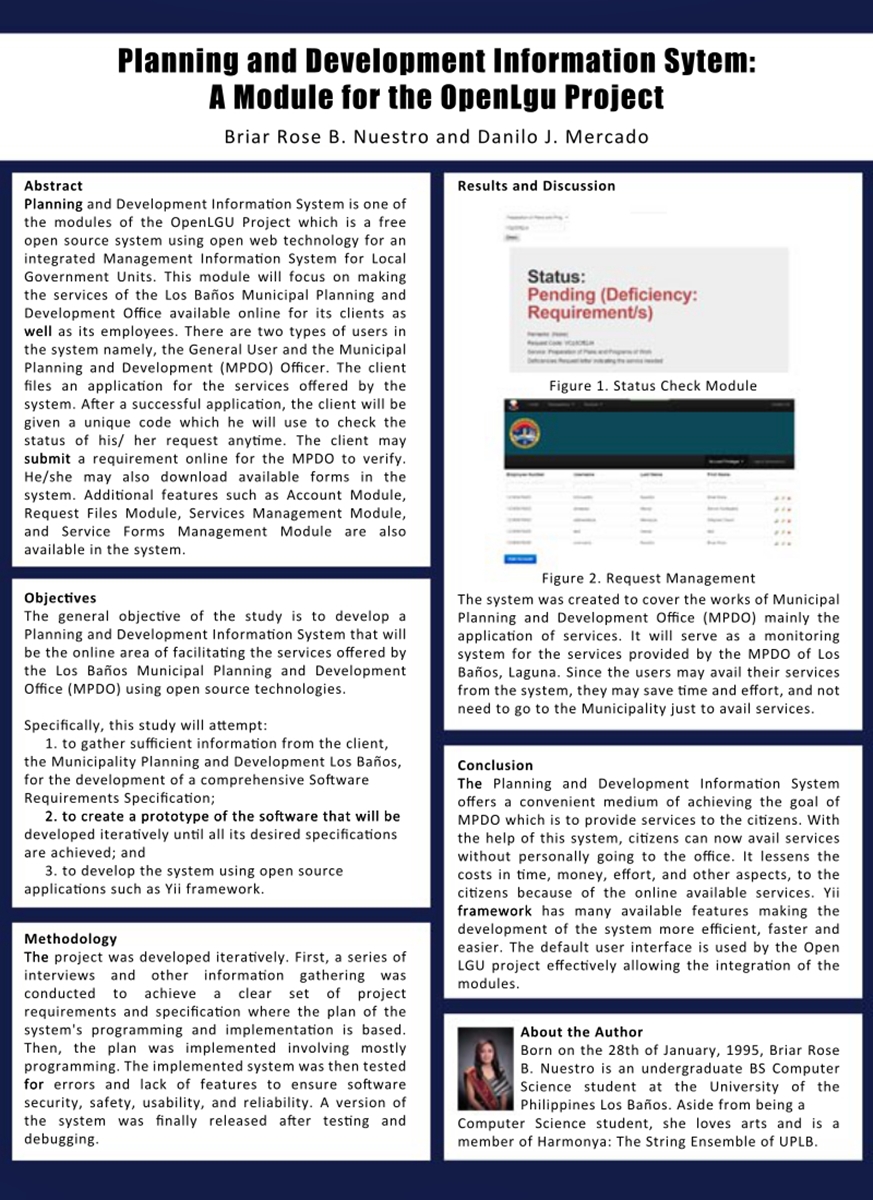 Planning and Development Information Sytem:
A Module for the OpenLgu Project
Briar Rose B. Nuestro and Danilo J. Mercado
Abstract
Planning and Development Information System is one of
the modules of the OpenLGU Project which is a free
open source system using open web technology for an
integrated Management Information System for Local
Government Units. This module will focus on making
the services of the Los Baños Municipal Planning and
Development Office available online for its clients as
well as its employees. There are two types of users in
the system namely, the General User and the Municipal
Planning and Development (MPDO) Officer. The client
files an application for the services offered by the
system. After a successful application, the client will be
given a unique code which he will use to check the
status of his/ her request anytime. The client may
submit a requirement online for the MPDO to verify.
He/she may also download available forms in the
system. Additional features such as Account Module,
Request Files Module, Services Management Module,
and Service Forms Management Module are also
available in the system.
Objectives
The general objective of the study is to develop a
Planning and Development Information System that will
be the online area of facilitating the services offered by
the Los Baños Municipal Planning and Development
Office (MPDO) using open source technologies.
Specifically, this study will attempt:
1. to gather sufficient information from the client,
the Municipality Planning and Development Los Baños,
for the development of a comprehensive Software
Requirements Specification;
2. to create a prototype of the software that will be
developed iteratively until all its desired specifications
are achieved; and
3. to develop the system using open source
applications such as Yii framework.
Methodology
The project was developed iteratively. First, a series of
interviews and other information gathering was
conducted to achieve a clear set of project
requirements and specification where the plan of the
system's programming and implementation is based.
Then, the plan was implemented involving mostly
programming. The implemented system was then tested
for errors and lack of features to ensure software
security, safety, usability, and reliability. A version of
the system was finally released after testing and
debugging.
Results and Discussion
Status:
Pending (Deficiency:
Requirement/s)
Service: Preparation of Plans and Programs of Work
Deficiencies: Request letter indicating the service needed
Figure 1. Status Check Module
Employee Number Username Last Name First Name
Figure 2. Request Management
The system was created to cover the works of Municipal
Planning and Development Office (MPDO) mainly the
application of services. It will serve as a monitoring
system for the services provided by the MPDO of Los
Baños, Laguna. Since the users may avail their services
from the system, they may save time and effort, and not
need to go to the Municipality just to avail services.
Conclusion
The Planning and Development Information System
offers a convenient medium of achieving the goal of
MPDO which is to provide services to the citizens. With
the help of this system, citizens can now avail services
without personally going to the office. It lessens the
costs in time, money, effort, and other aspects, to the
citizens because of the online available services. Yii
framework has many available features making the
development of the system more efficient, faster and
easier. The default user interface is used by the Open
LGU project effectively allowing the integration of the
modules.
About the Author
Born on the 28th of January, 1995, Briar Rose
B. Nuestro is an undergraduate BS Computer
Science student at the University of the
Philippines Los Baños. Aside from being a
Computer Science student, she loves arts and is a
member of Harmonya: The String Ensemble of UPLB.